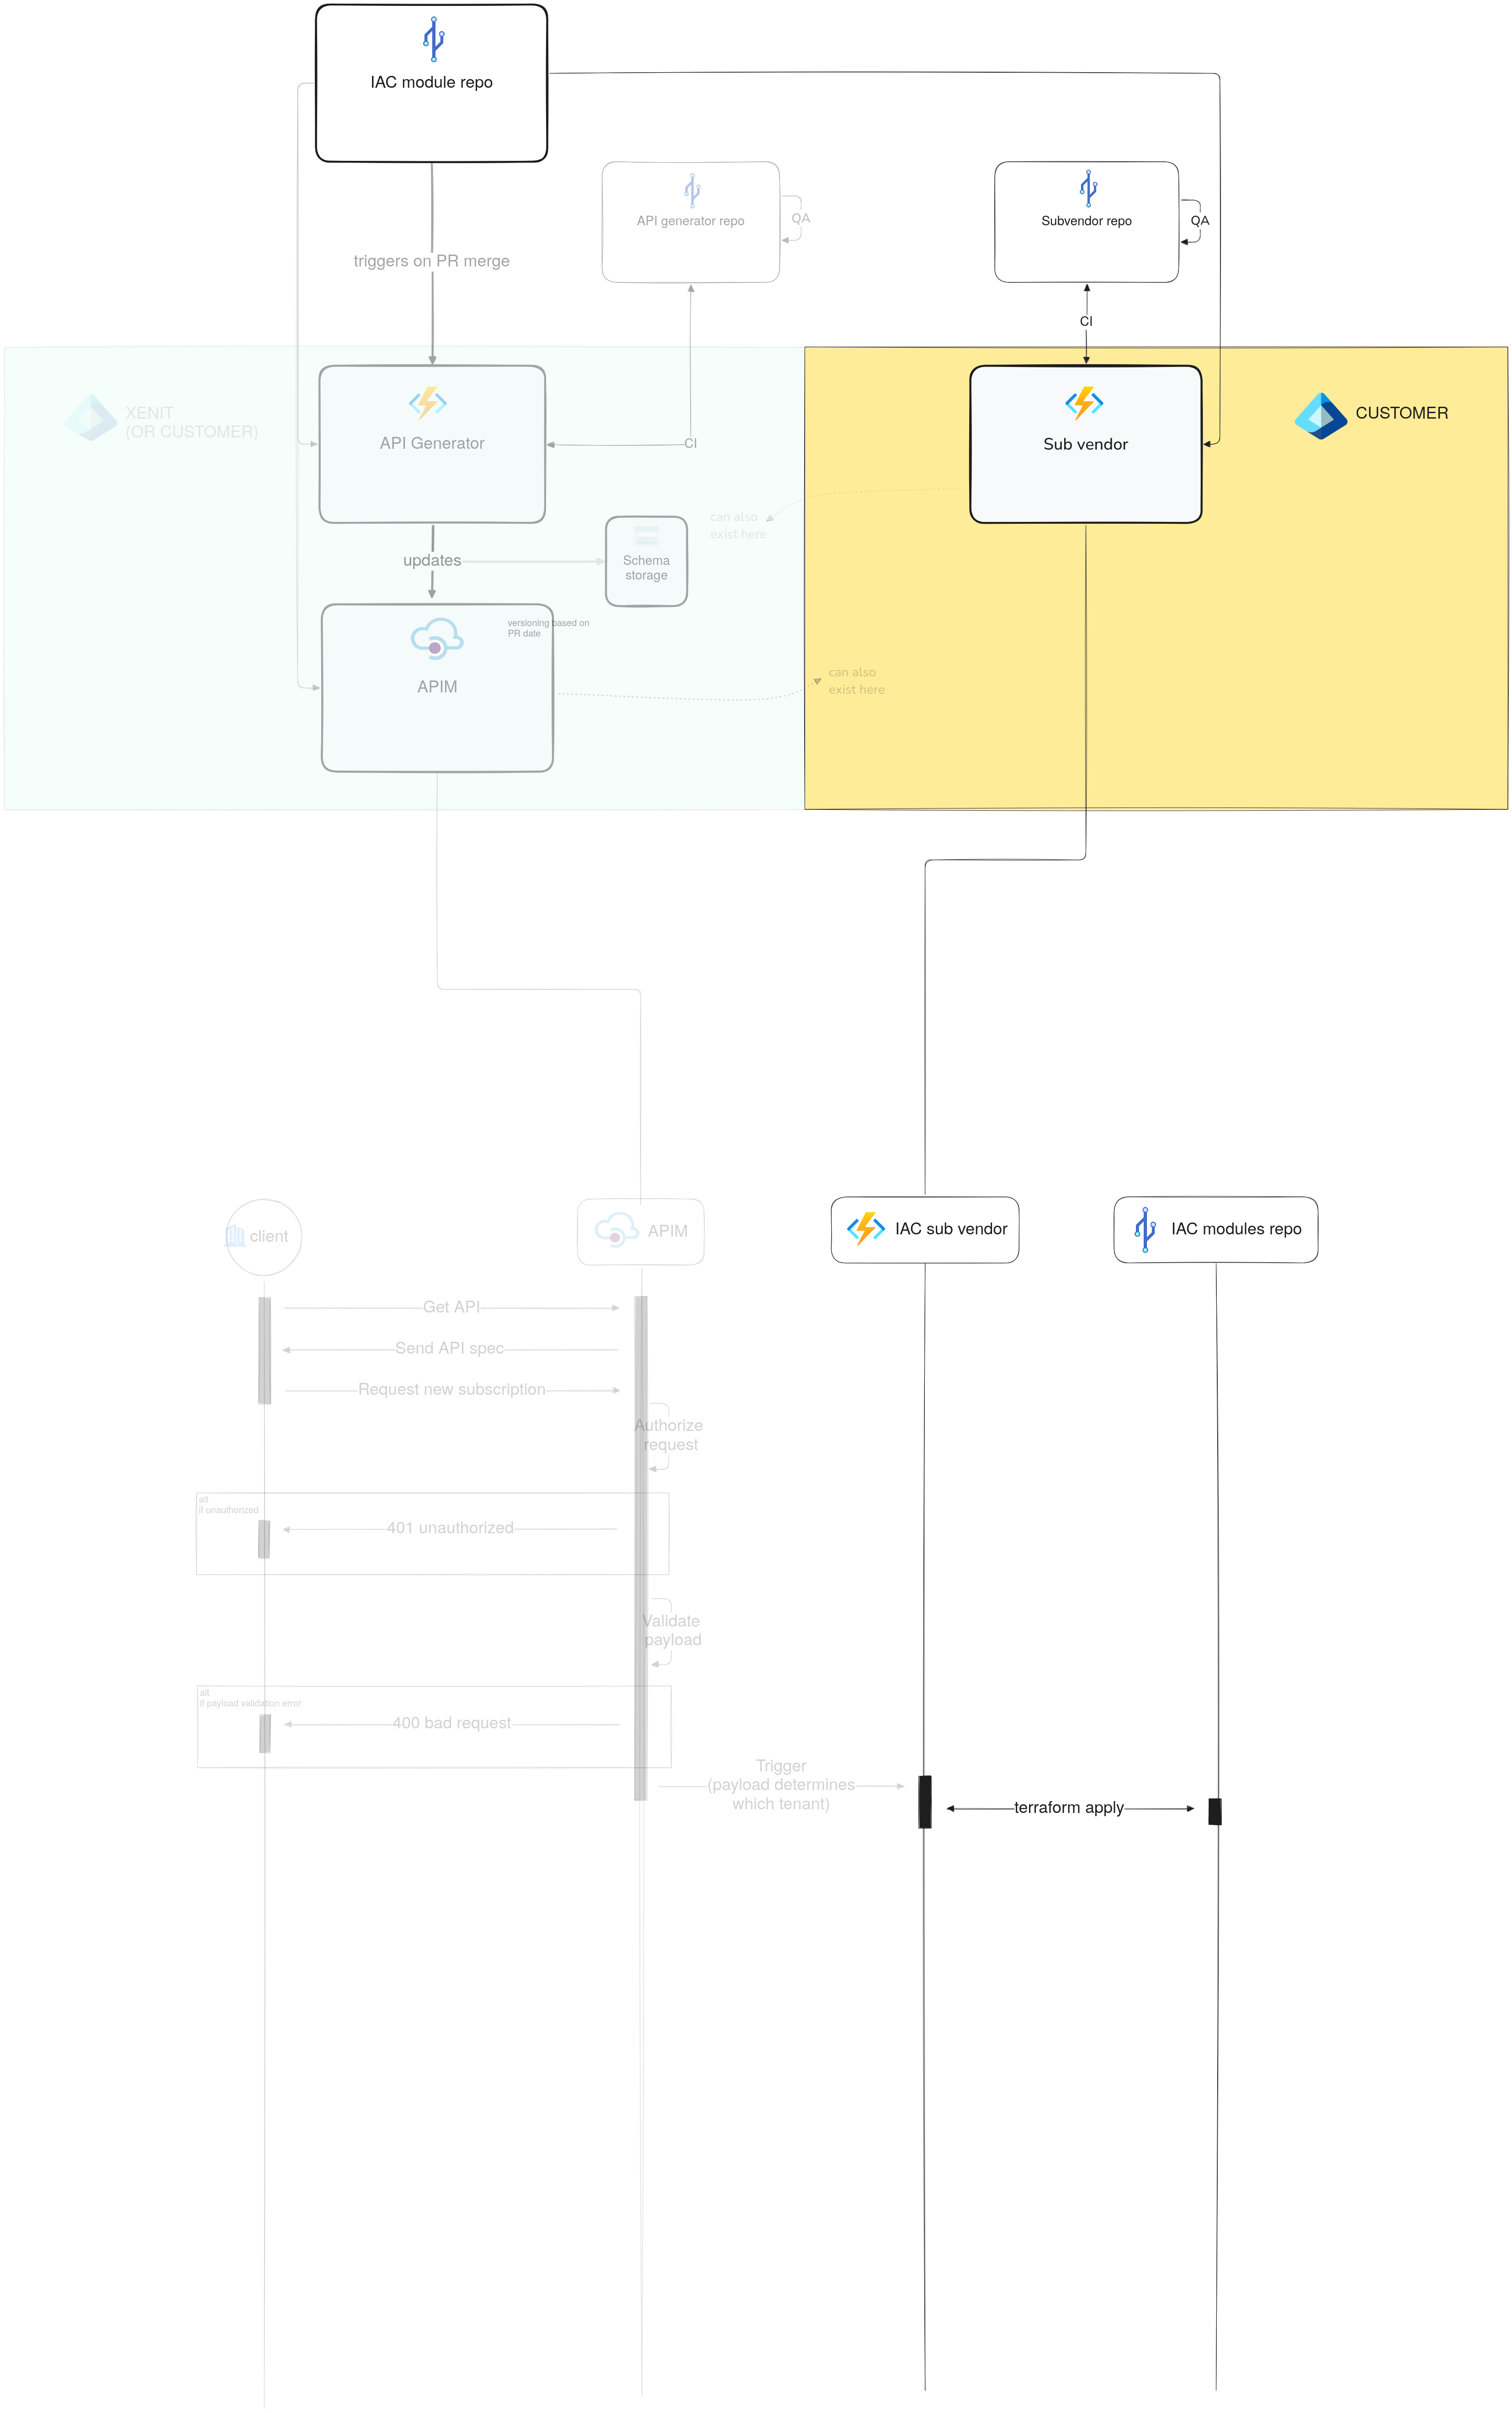 IAC module repo
API generator repo
QA
Subvendor repo
QA
triggers on PR merge
CI
XENIT
(OR CUSTOMER)
API Generator
CI
Sub vendor
CUSTOMER
can also
exist here
updates
Schema
storage
versioning based on
PR date
APIM
can also
exist here
client
APIM
IAC sub vendor
IAC modules repo
Get API
Send API spec
Request new subscription
Authorize
request
alt
if unauthorized
401 unauthorized
Validate
payload
alt
if payload validation error
400 bad request
Trigger
(payload determines
which tenant)
terraform apply